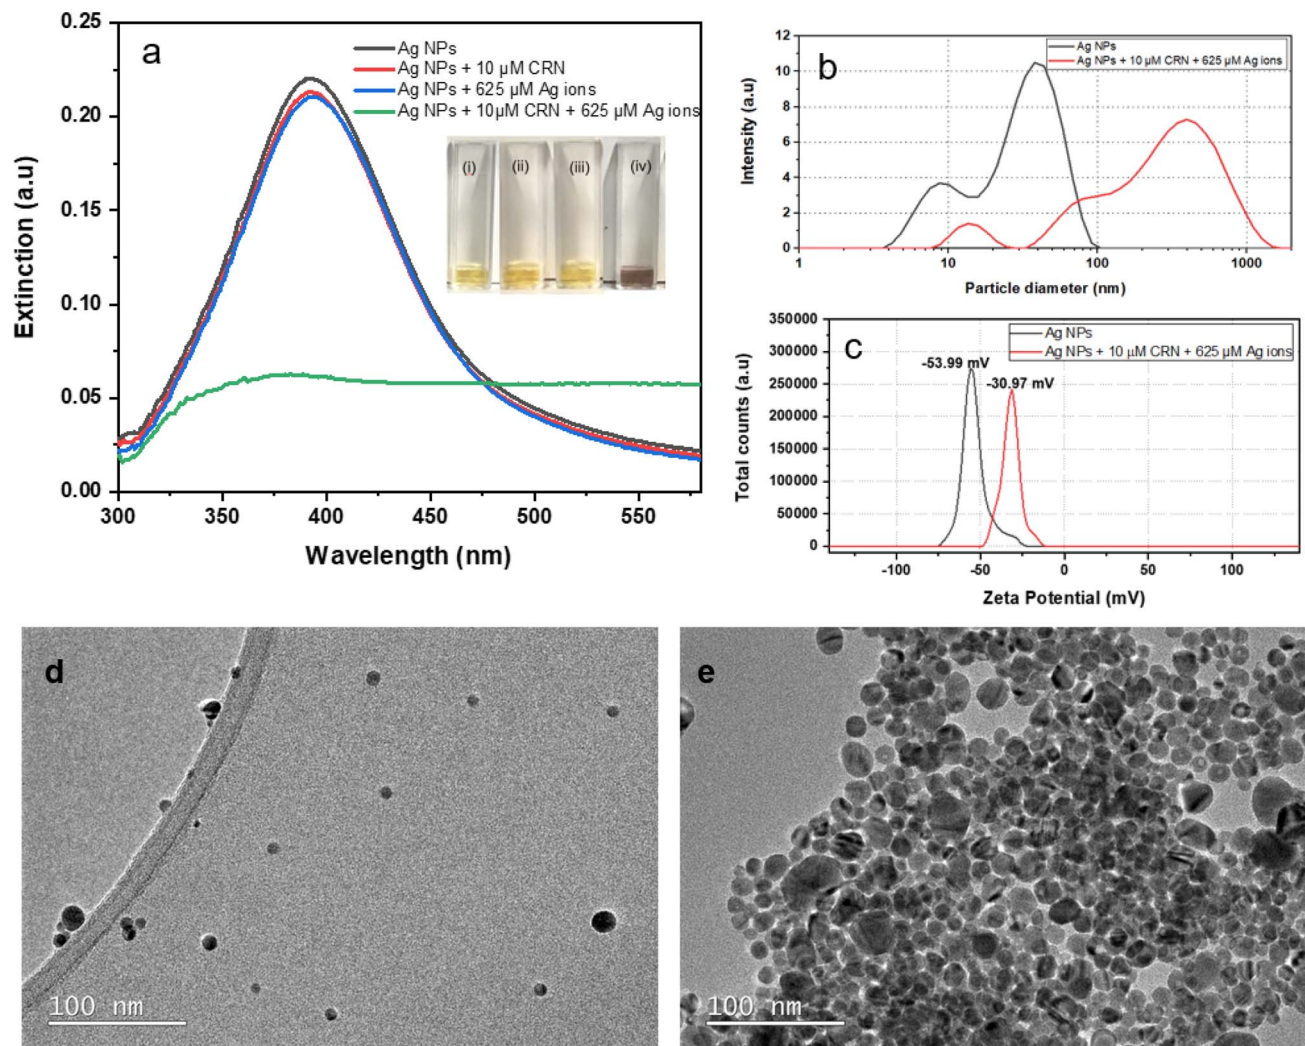 a
Ag NPs
Ag NPs + 10 µM CRN
Ag NPs + 625 µM Ag ions
Ag NPs + 10µM CRN + 625 µM Ag ions
(i) (ii) (iii) (iv)
0.25
0.20
0.15
0.10
0.05
0.00
300 350 400 450 500 550
Extinction (a.u)
Wavelength (nm)
b
Ag NPs
Ag NPs + 10 µM CRN + 625 µM Ag ions
12
10
8
6
4
2
0
1 10 100 1000
Intensity (a.u)
Particle diameter (nm)
c
Ag NPs
Ag NPs + 10 µM CRN + 625 µM Ag ions
-53.99 mV
-30.97 mV
350000
300000
250000
200000
150000
100000
50000
0
-100 -50 0 50 100
Total counts (a.u)
Zeta Potential (mV)
d
100 nm
e
100 nm